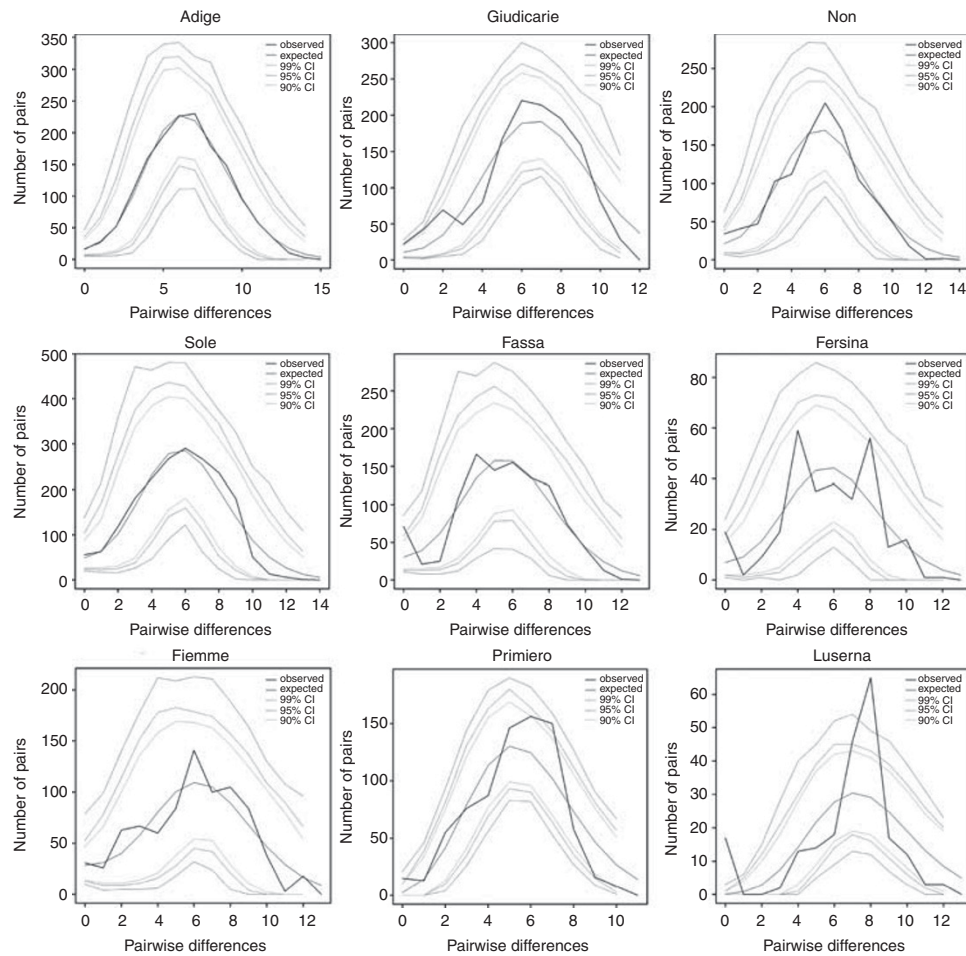 Adige
Number of pairs
350
300
250
200
150
100
50
0
observed
expected
99% CI
95% CI
90% CI
0 5 10 15
Pairwise differences
Giudicarie
Number of pairs
300
250
200
150
100
50
0
observed
expected
99% CI
95% CI
90% CI
0 2 4 6 8 10 12
Pairwise differences
Non
Number of pairs
250
200
150
100
50
0
observed
expected
99% CI
95% CI
90% CI
0 2 4 6 8 10 12 14
Pairwise differences
Sole
Number of pairs
500
400
300
200
100
0
observed
expected
99% CI
95% CI
90% CI
0 2 4 6 8 10 12 14
Pairwise differences
Fassa
Number of pairs
250
200
150
100
50
0
observed
expected
99% CI
95% CI
90% CI
0 2 4 6 8 10 12
Pairwise differences
Fersina
Number of pairs
80
60
40
20
0
observed
expected
99% CI
95% CI
90% CI
0 2 4 6 8 10 12
Pairwise differences
Fiemme
Number of pairs
200
150
100
50
0
observed
expected
99% CI
95% CI
90% CI
0 2 4 6 8 10 12
Pairwise differences
Primiero
Number of pairs
150
100
50
0
observed
expected
99% CI
95% CI
90% CI
0 2 4 6 8 10
Pairwise differences
Luserna
Number of pairs
60
50
40
30
20
10
0
observed
expected
99% CI
95% CI
90% CI
0 2 4 6 8 10 12
Pairwise differences